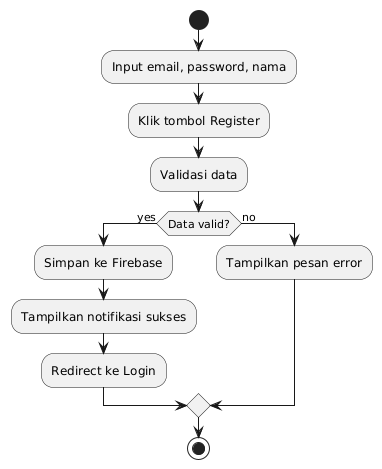 Input email, password, nama
Klik tombol Register
Validasi data
Data valid?
yes
no
Simpan ke Firebase
Tampilkan pesan error
Tampilkan notifikasi sukses
Redirect ke Login